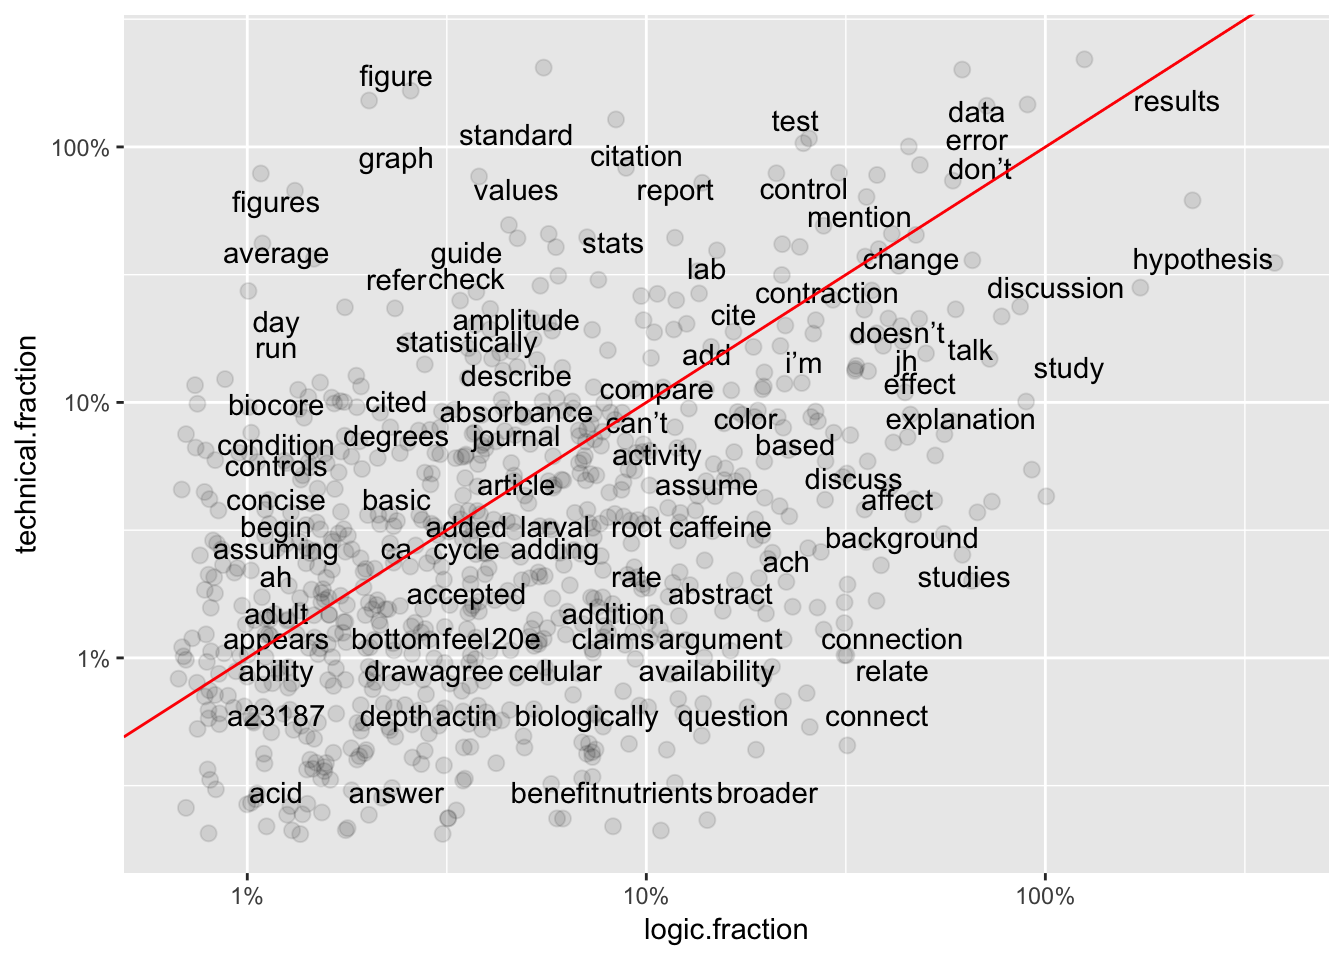 figure
results
data
test
standard
error
100%
graph
citation
don't
values
report
control
figures
mention
stats
average
guide
change
hypothesis
lab
refer
check
contraction
discussion
day
amplitude
cite
statistically
doesn't
run
add
i'm
jh
talk
describe
study
compare
effect
10%
biocore
cited
absorbance
can't
color
explanation
condition
degrees
journal
based
controls
activity
article
assume
discuss
concise
basic
affect
begin
added
larval
root
caffeine
background
assuming
ca
cycle
adding
ach
ah
rate
studies
accepted
abstract
adult
addition
appears
bottom
feel
20e
claims
argument
connection
1%
ability
draw
agree
cellular
availability
relate
a23187
depth
actin
biologically
question
connect
acid
answer
benefit
nutrients
broader
technical.fraction
1%
10%
100%
logic.fraction